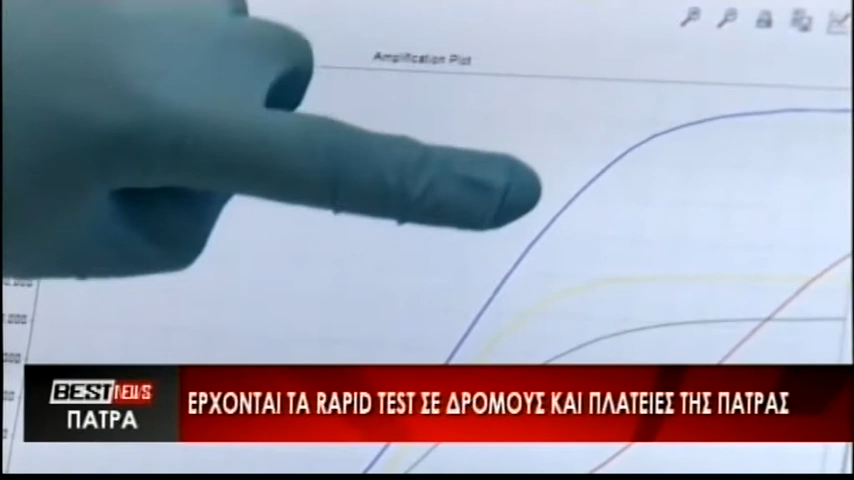 Amplification Plot
BEST NEWS
ΠΑΤΡΑ
ΕΡΧΟΝΤΑΙ ΤΑ RAPID TEST ΣΕ ΔΡΟΜΟΥΣ ΚΑΙ ΠΛΑΤΕΙΕΣ ΤΗΣ ΠΑΤΡΑΣ